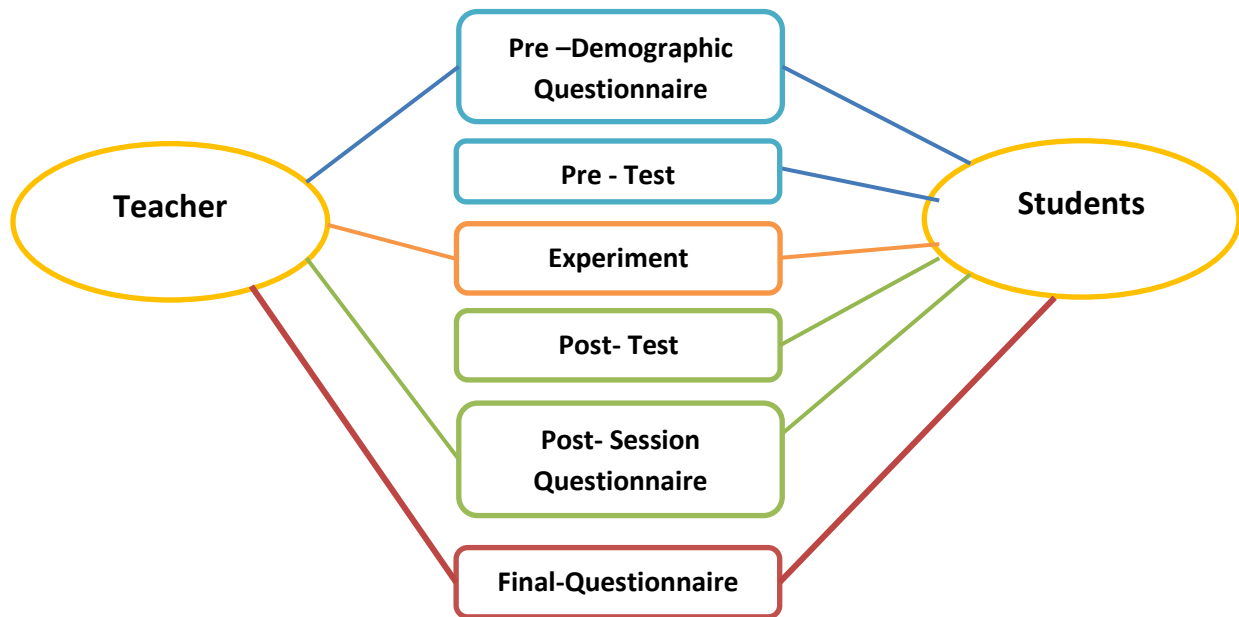 Pre –Demographic
Questionnaire
Teacher
Pre - Test
Students
Experiment
Post- Test
Post- Session
Questionnaire
Final-Questionnaire